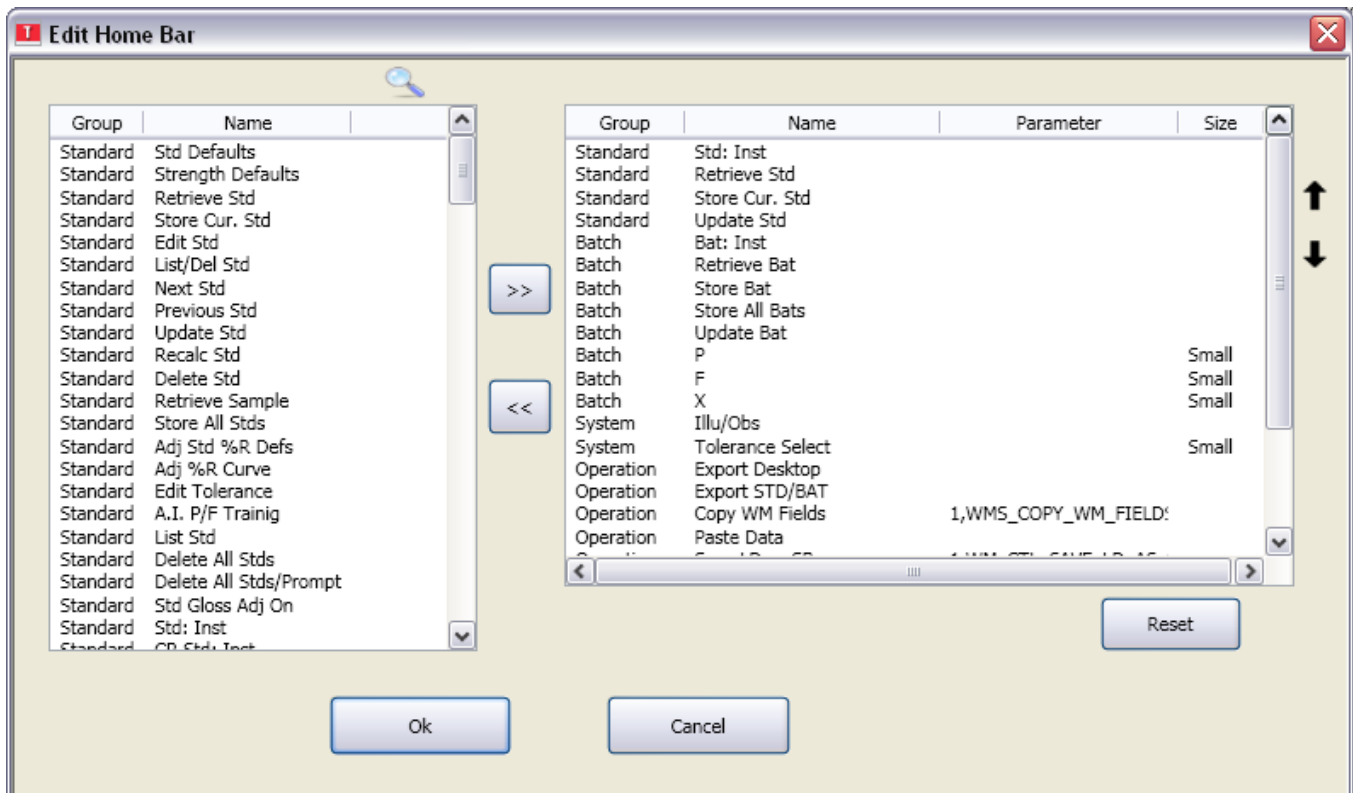 T Edit Home Bar
Group Name
Standard Std Defaults
Standard Strength Defaults
Standard Retrieve Std
Standard Store Cur. Std
Standard Edit Std
Standard List/Del Std
Standard Next Std
Standard Previous Std
Standard Update Std
Standard Recalc Std
Standard Delete Std
Standard Retrieve Sample
Standard Store All Stds
Standard Adj Std %R Defs
Standard Adj %R Curve
Standard Edit Tolerance
Standard A.I. P/F Trainig
Standard List Std
Standard Delete All Stds
Standard Delete All Stds/Prompt
Standard Std Gloss Adj On
Standard Std: Inst
Standard CR Std: Inst
>>
<<
Group Name Parameter Size
Standard Std: Inst
Standard Retrieve Std
Standard Store Cur. Std
Standard Update Std
Batch Bat: Inst
Batch Retrieve Bat
Batch Store Bat
Batch Store All Bats
Batch Update Bat
Batch P Small
Batch F Small
Batch X Small
System Illu/Obs
System Tolerance Select Small
Operation Export Desktop
Operation Export STD/BAT
Operation Copy WM Fields 1,WMS_COPY_WM_FIELDS
Operation Paste Data
Reset
Ok Cancel